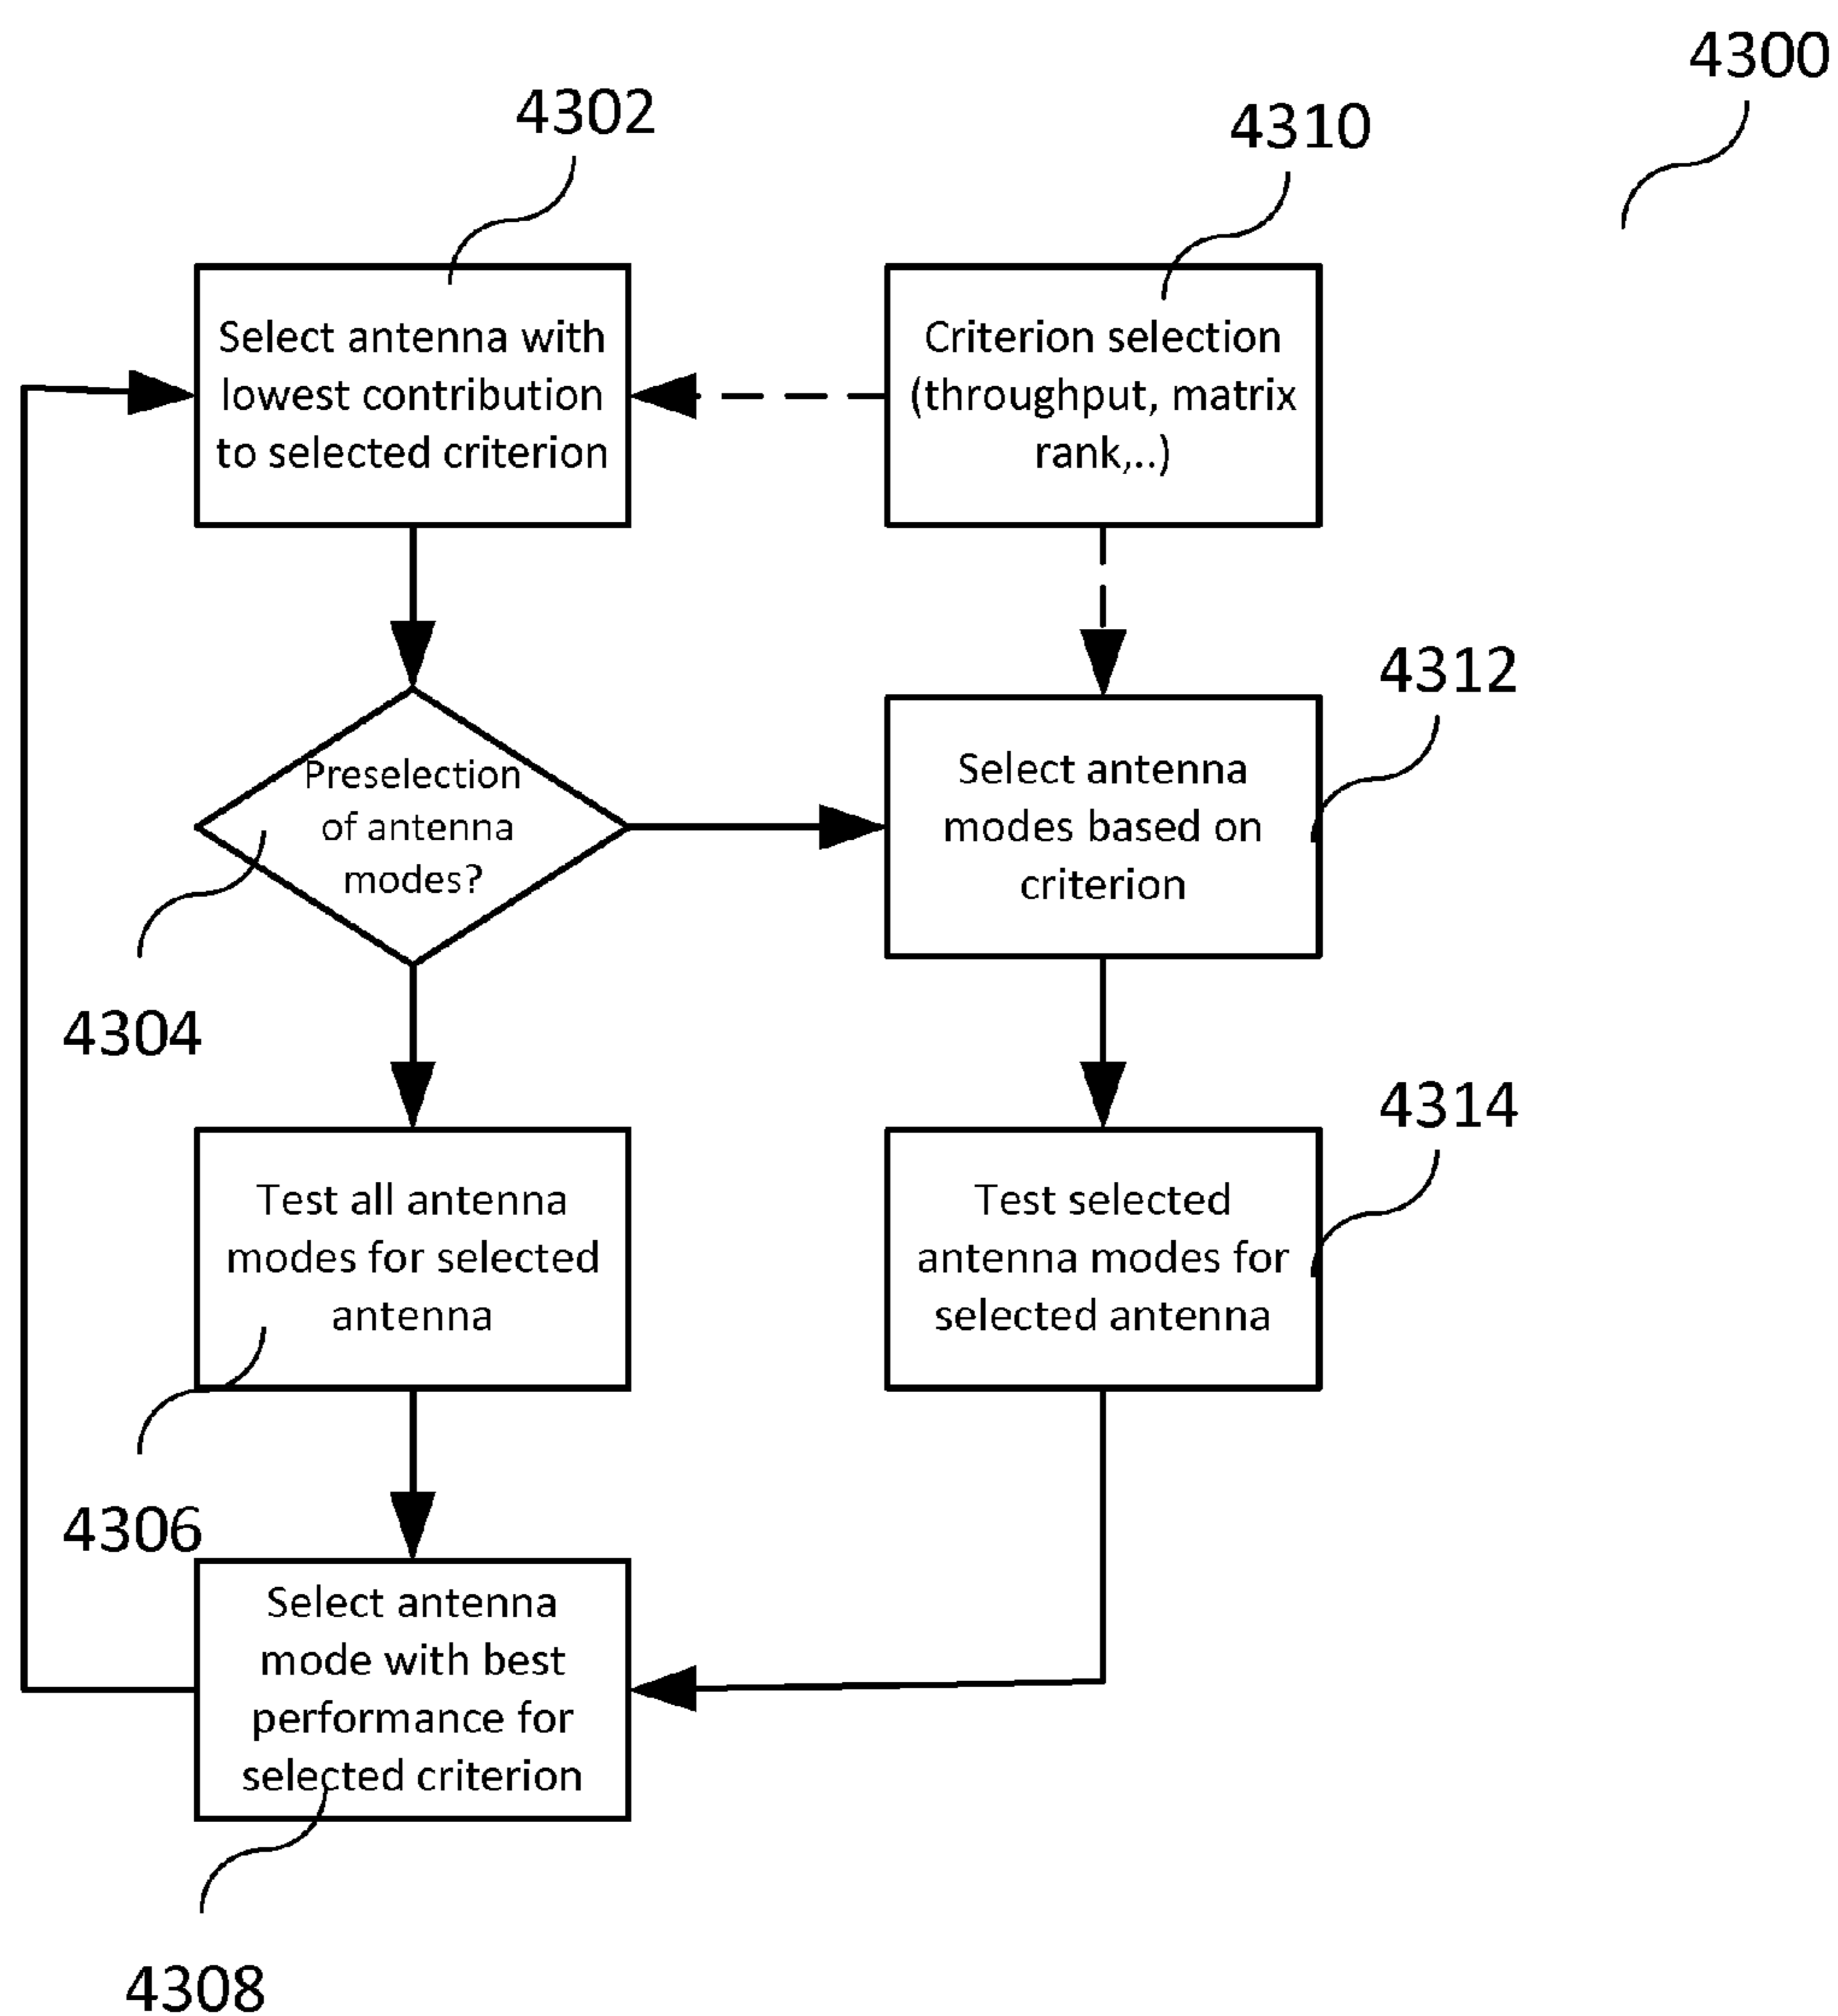 4300
4302
4310
Select antenna with
lowest contribution
to selected criterion
Criterion selection
(throughput, matrix
rank,..)
4312
Preselection
of antenna
modes?
Select antenna
modes based on
criterion
4304
4314
Test all antenna
modes for selected
antenna
Test selected
antenna modes for
selected antenna
4306
Select antenna
mode with best
performance for
selected criterion
4308